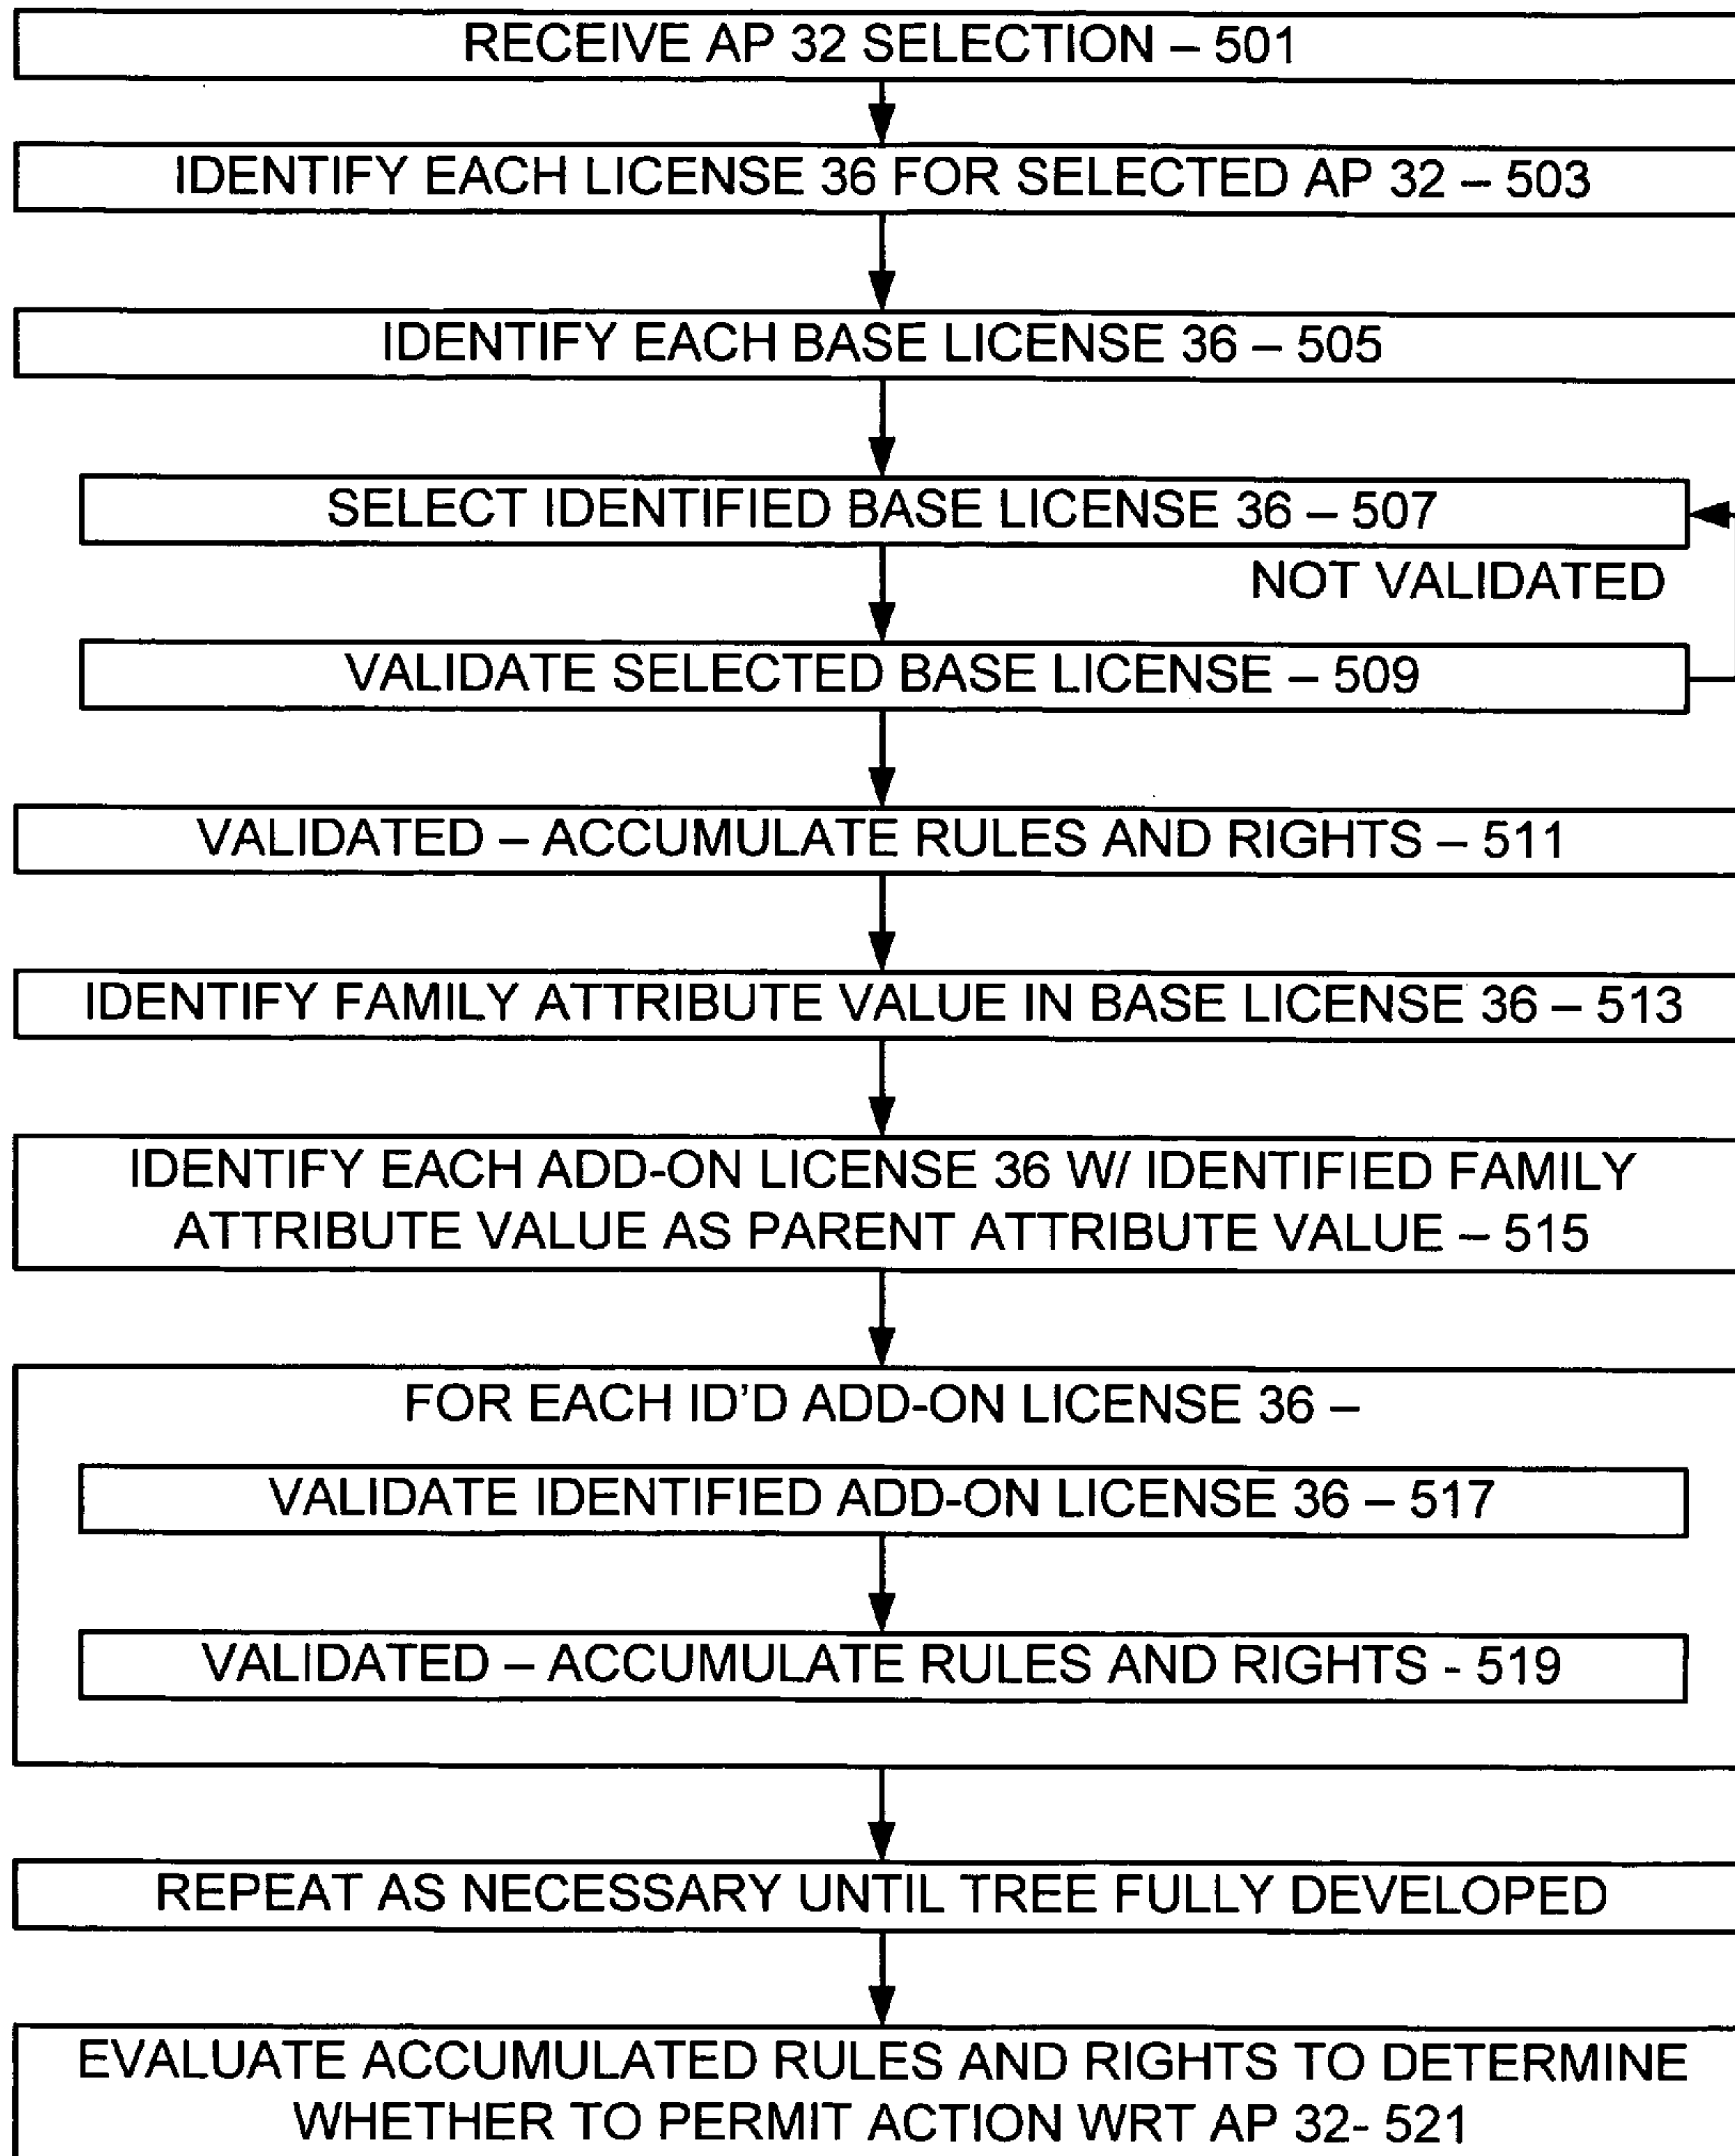 RECEIVE AP 32 SELECTION – 501
IDENTIFY EACH LICENSE 36 FOR SELECTED AP 32 – 503
IDENTIFY EACH BASE LICENSE 36 – 505
SELECT IDENTIFIED BASE LICENSE 36 – 507
NOT VALIDATED
VALIDATE SELECTED BASE LICENSE – 509
VALIDATED – ACCUMULATE RULES AND RIGHTS – 511
IDENTIFY FAMILY ATTRIBUTE VALUE IN BASE LICENSE 36 – 513
IDENTIFY EACH ADD-ON LICENSE 36 W/ IDENTIFIED FAMILY
ATTRIBUTE VALUE AS PARENT ATTRIBUTE VALUE – 515
FOR EACH ID'D ADD-ON LICENSE 36 –
VALIDATE IDENTIFIED ADD-ON LICENSE 36 – 517
VALIDATED – ACCUMULATE RULES AND RIGHTS - 519
REPEAT AS NECESSARY UNTIL TREE FULLY DEVELOPED
EVALUATE ACCUMULATED RULES AND RIGHTS TO DETERMINE
WHETHER TO PERMIT ACTION WRT AP 32- 521